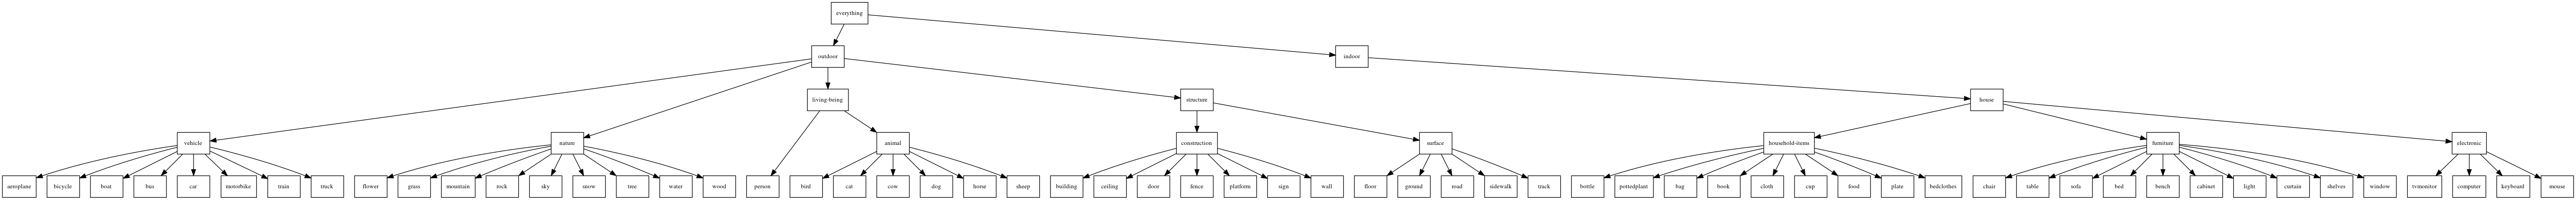 everything
outdoor
indoor
living-being
structure
house
vehicle
nature
animal
construction
surface
household-items
furniture
electronic
aeroplane
bicycle
boat
bus
car
motorbike
train
truck
flower
grass
mountain
rock
sky
snow
tree
water
wood
person
bird
cat
cow
dog
horse
sheep
building
ceiling
door
fence
platform
sign
wall
floor
ground
road
sidewalk
track
bottle
pottedplant
bag
book
cloth
cup
food
plate
bedclothes
chair
table
sofa
bed
bench
cabinet
light
curtain
shelves
window
tvmonitor
computer
keyboard
mouse